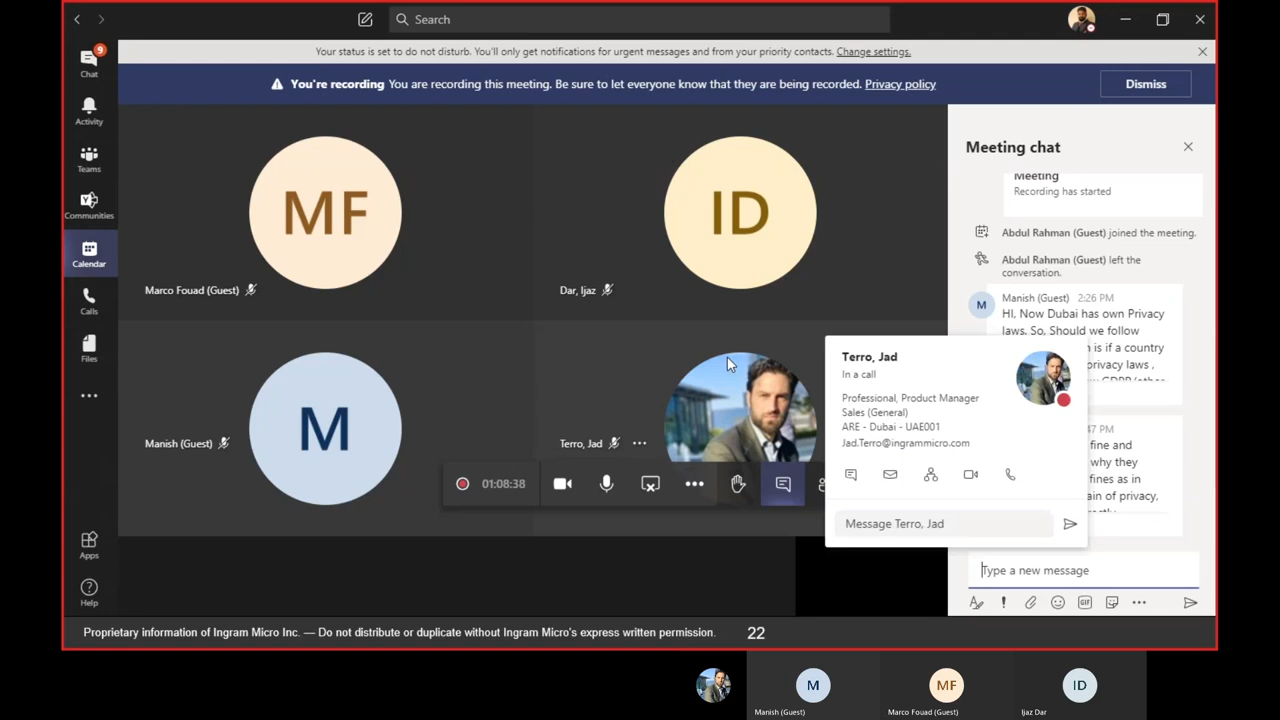 Search
Your status is set to do not disturb. You'll only get notifications for urgent messages and from your priority contacts. Change settings.
You're recording You are recording this meeting. Be sure to let everyone know that they are being recorded. Privacy policy
Dismiss
9
Chat
Activity
Teams
Communities
Calendar
Calls
Files
Apps
Help
MF
Marco Fouad (Guest)
ID
Dar, Ijaz
M
Manish (Guest)
Terro, Jad
01:08:38
Meeting chat
Meeting
Recording has started
Abdul Rahman (Guest) joined the meeting.
Abdul Rahman (Guest) left the
conversation.
M
Manish (Guest) 2:26 PM
HI, Now Dubai has own Privacy
laws. So, Should we follow
is if a country
privacy laws ,
Terro, Jad
In a call
Professional, Product Manager
Sales (General)
ARE - Dubai - UAE001
Jad.Terro@ingrammicro.com
Message Terro, Jad
47 PM
fine and
why they
fines as in
of privacy,
Type a new message
GIF
Proprietary information of Ingram Micro Inc. — Do not distribute or duplicate without Ingram Micro's express written permission.
22
M
Manish (Guest)
MF
Marco Fouad (Guest)
ID
Ijaz Dar